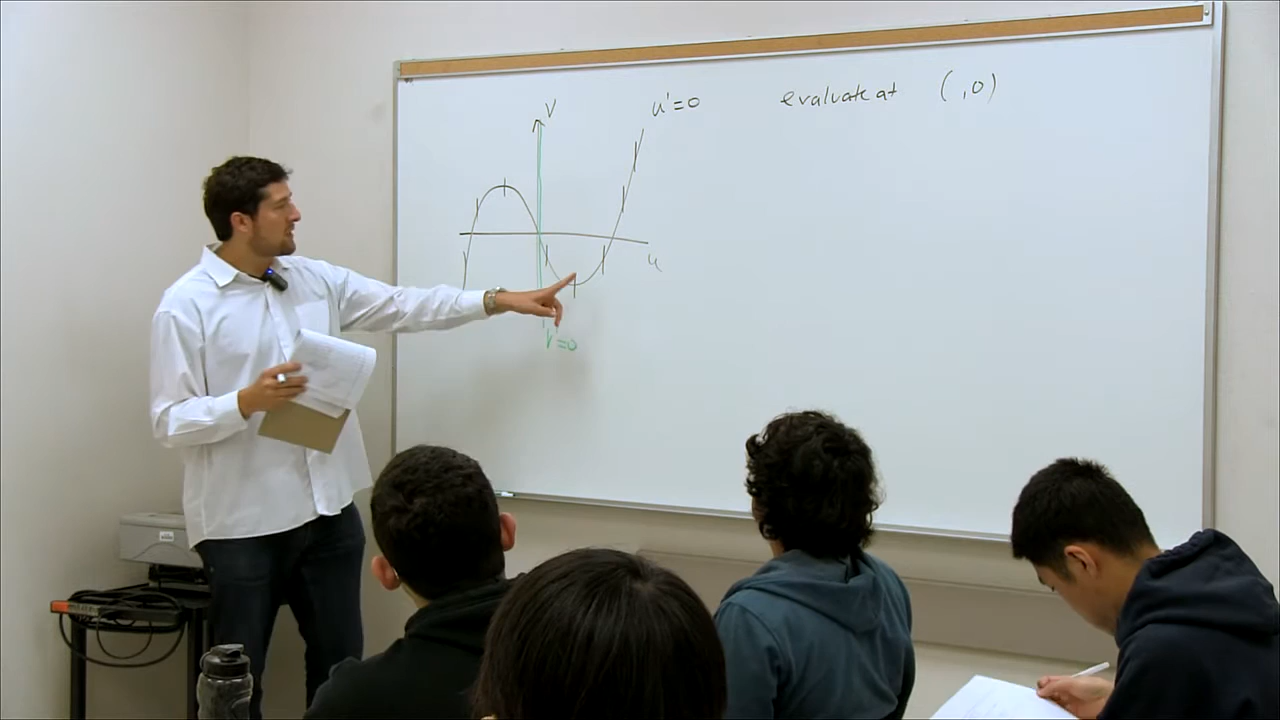 u'=0 evaluate at ( ,0)
V
u
V'=0